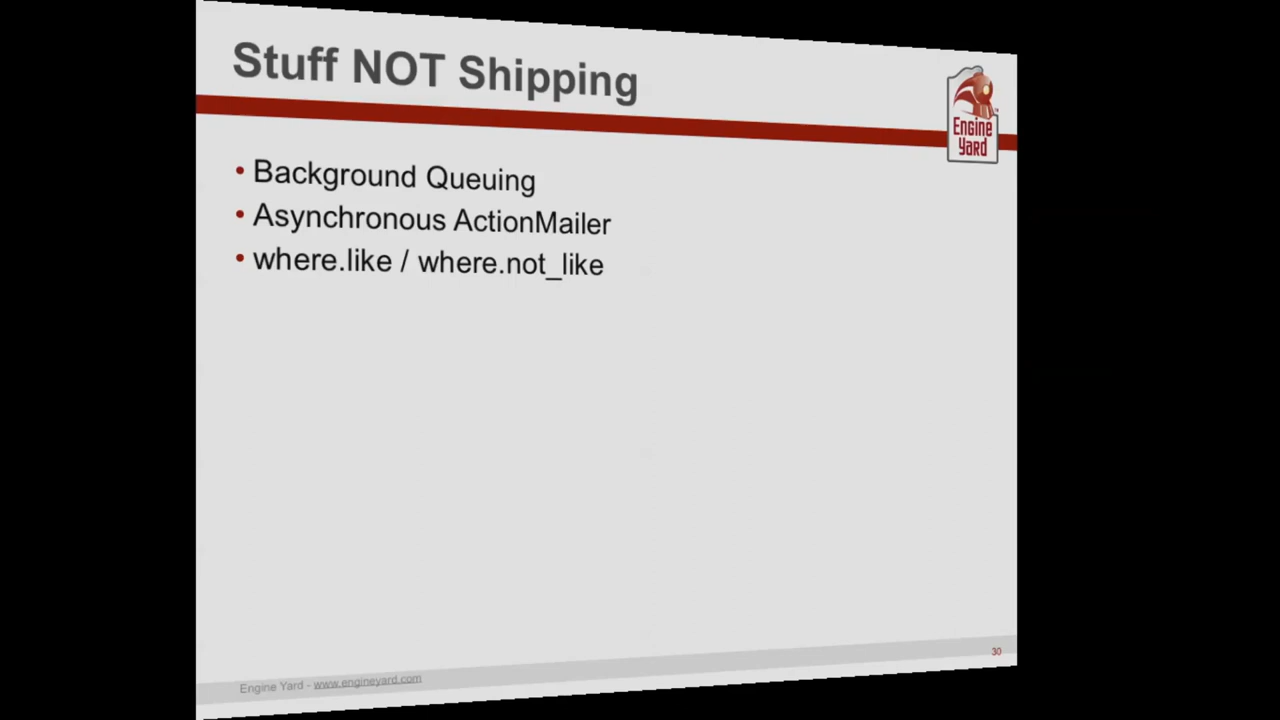 Stuff NOT Shipping
Engine
Yard
• Background Queuing
• Asynchronous ActionMailer
• where.like / where.not_like
Engine Yard - www.engineyard.com
30